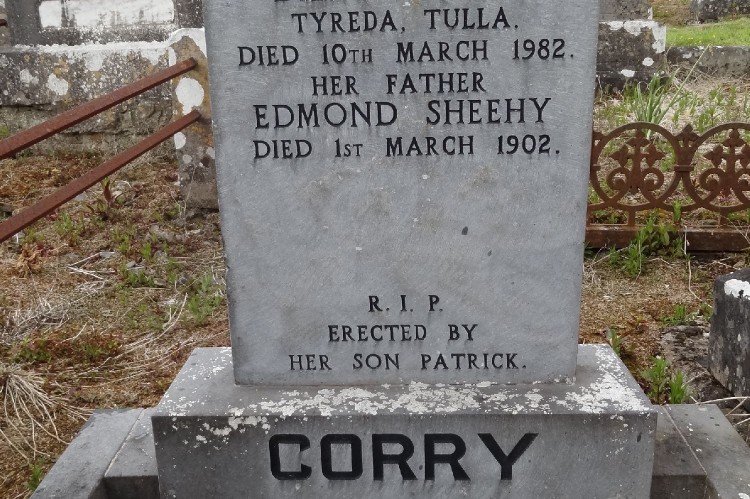 TYREDA, TULLA.
DIED 10TH MARCH 1982.
HER FATHER
EDMOND SHEEHY
DIED 1ST MARCH 1902.
R. I. P.
ERECTED BY
HER SON PATRICK.
CORRY